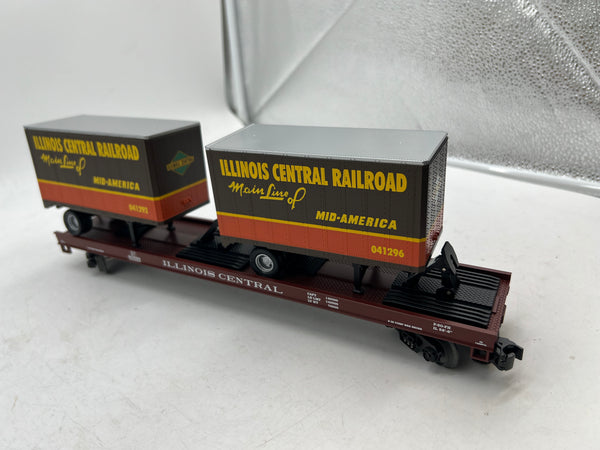 ILLINOIS CENTRAL RAILROAD
Main Line of
MID-AMERICA
041292
ILLINOIS CENTRAL RAILROAD
Main Line of
MID-AMERICA
041296
ILLINOIS CENTRAL